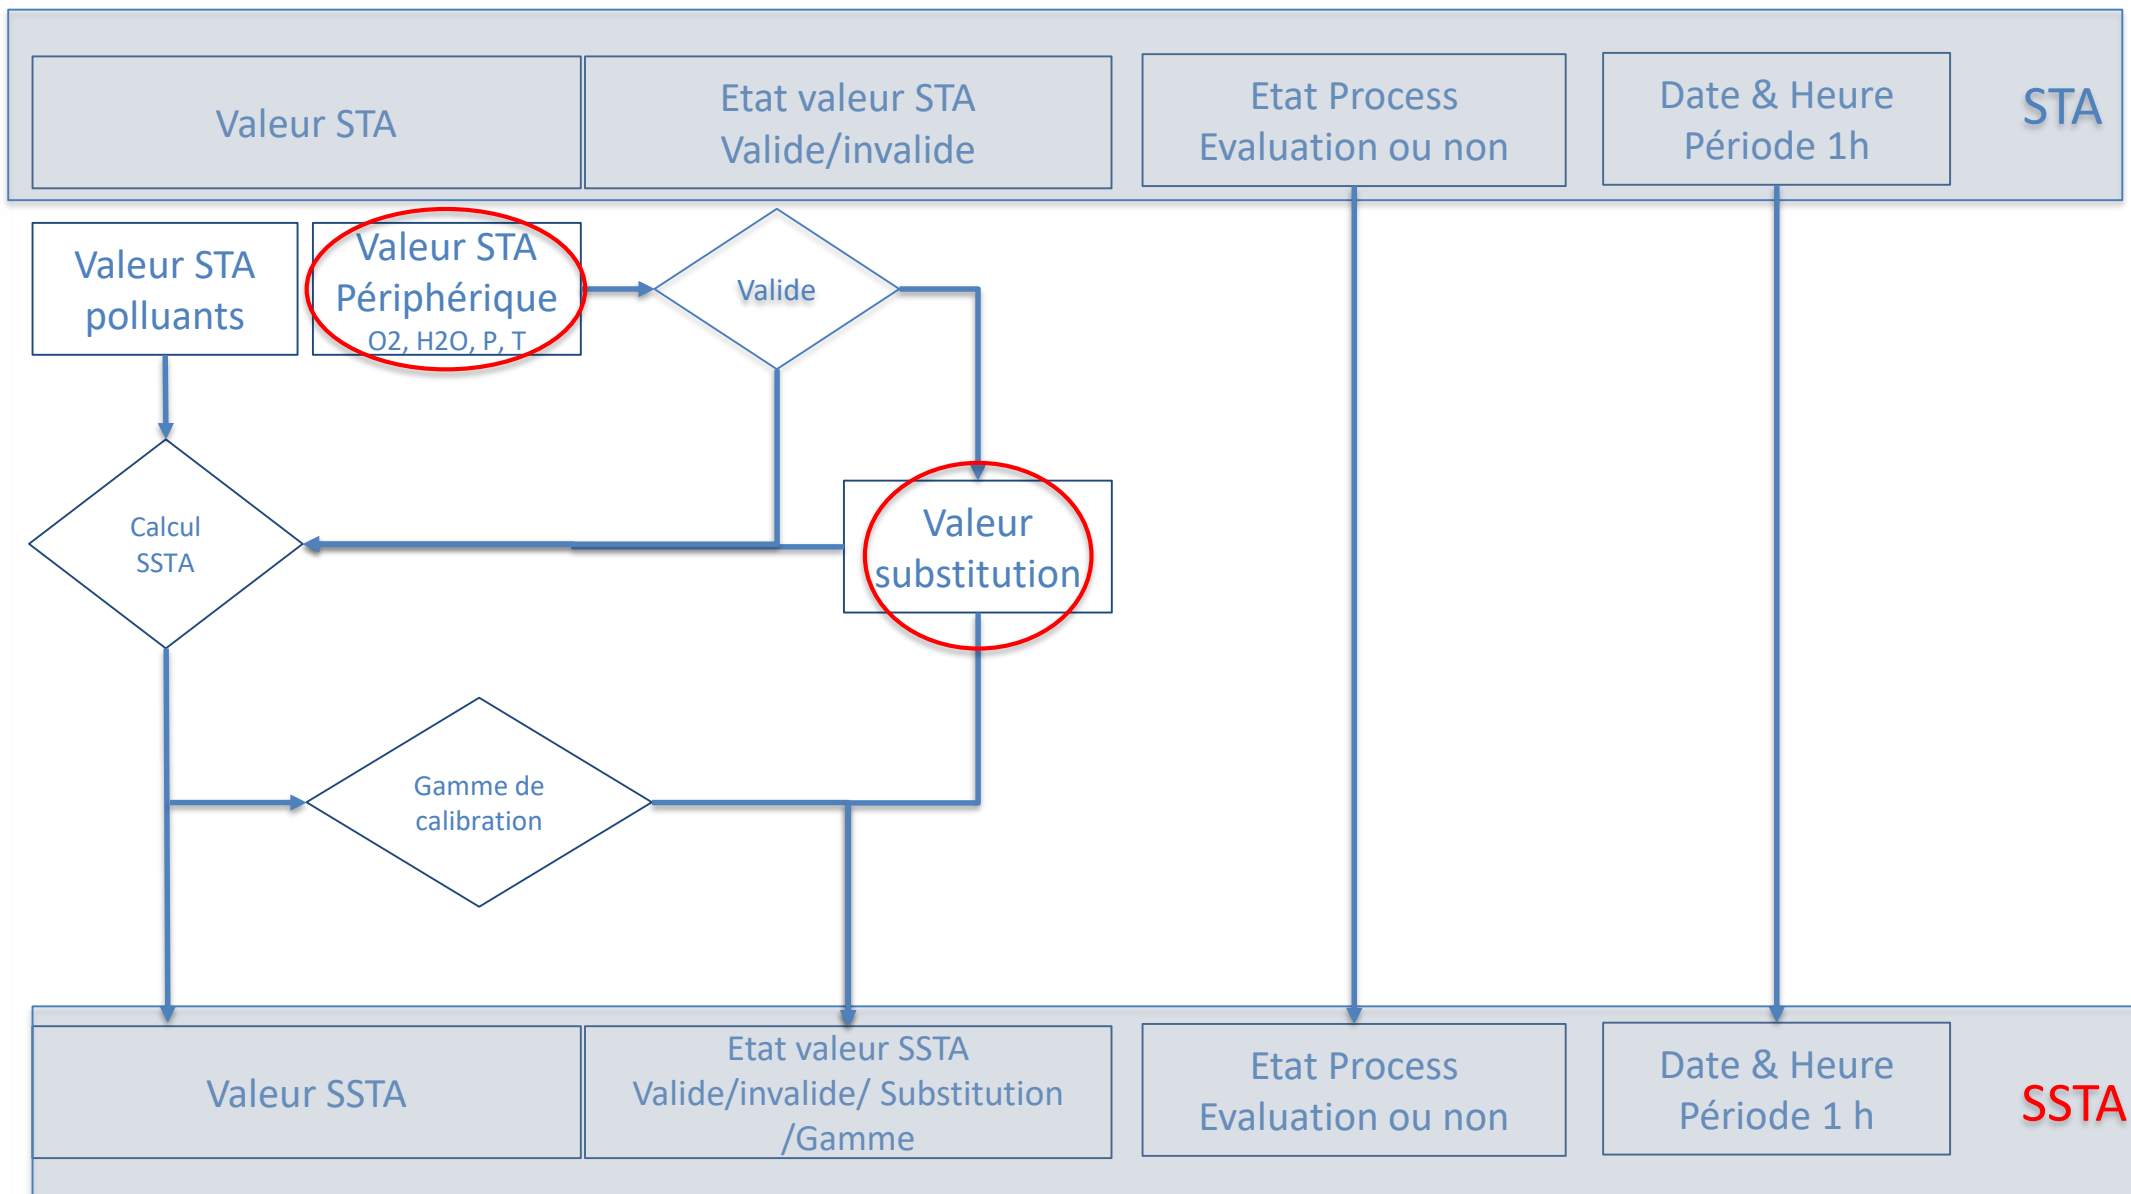 Valeur STA
Etat valeur STA
Valide/invalide
Etat Process
Evaluation ou non
Date & Heure
Période 1h
STA
Valeur STA
polluants
Valeur STA
Périphérique
O2, H2O, P, T
Valide
Calcul
SSTA
Valeur
substitution
Gamme de
calibration
Valeur SSTA
Etat valeur SSTA
Valide/invalide/ Substitution
/Gamme
Etat Process
Evaluation ou non
Date & Heure
Période 1 h
SSTA